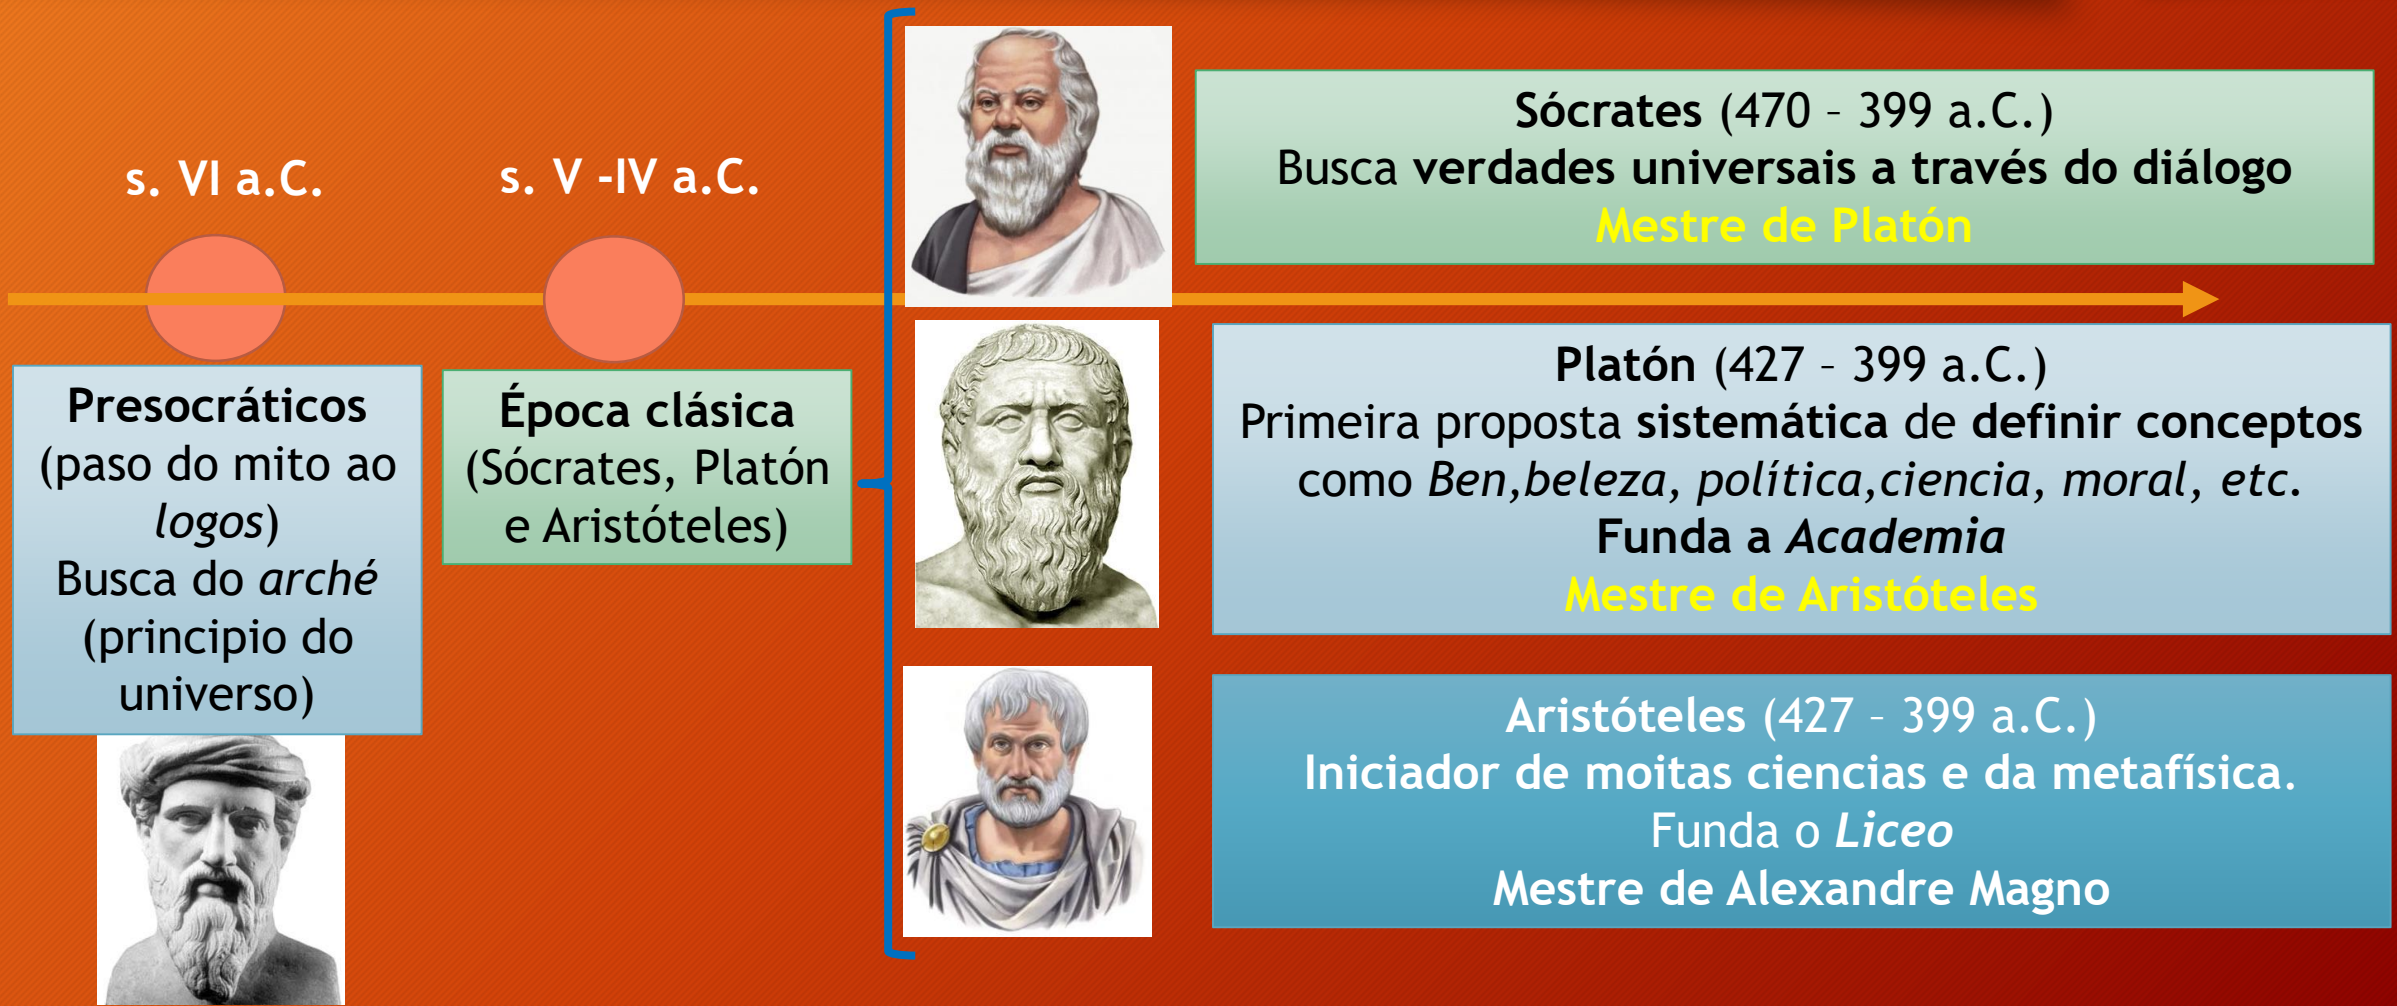 s. VI a.C.
s. V -IV a.C.
Presocráticos
(paso do mito ao
logos)
Busca do arché
(principio do
universo)
Época clásica
(Sócrates, Platón
e Aristóteles)
Sócrates (470 – 399 a.C.)
Busca verdades universais a través do diálogo
Mestre de Platón
Platón (427 – 399 a.C.)
Primeira proposta sistemática de definir conceptos
como Ben,beleza, política,ciencia, moral, etc.
Funda a Academia
Mestre de Aristóteles
Aristóteles (427 – 399 a.C.)
Iniciador de moitas ciencias e da metafísica.
Funda o Liceo
Mestre de Alexandre Magno